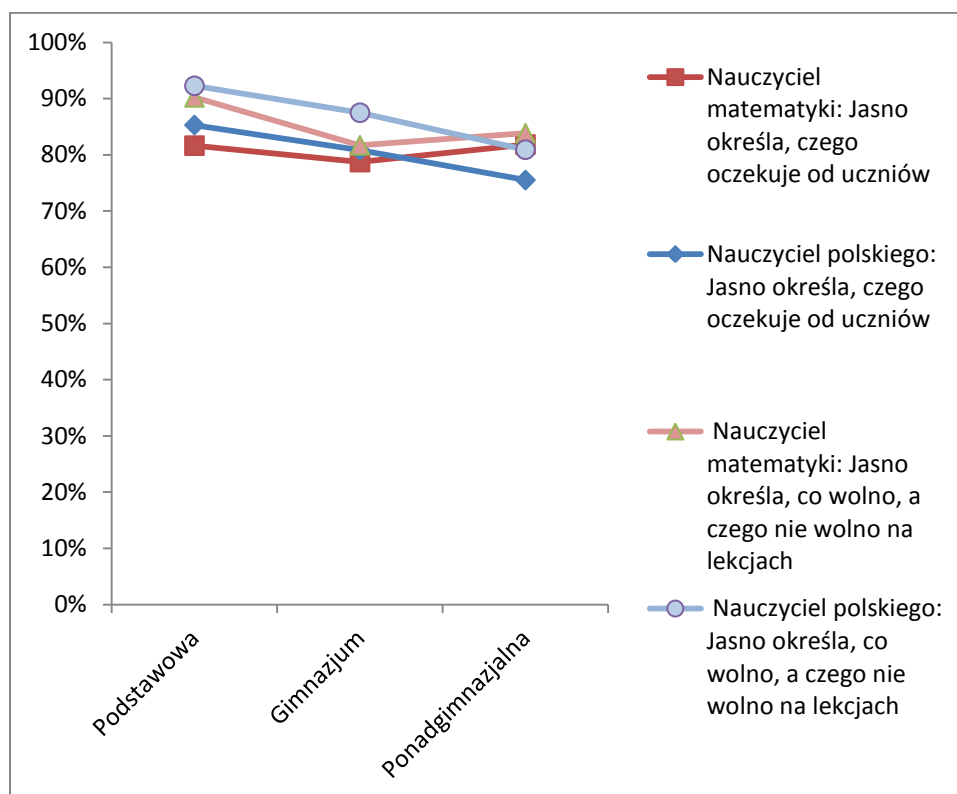 100%
90%
80%
70%
60%
50%
40%
30%
20%
10%
0%
Podstawowa
Gimnazjum
Ponadgimnazjalna
Nauczyciel
matematyki: Jasno
określa, czego
oczekuje od uczniów
Nauczyciel polskiego:
Jasno określa, czego
oczekuje od uczniów
Nauczyciel
matematyki: Jasno
określa, co wolno, a
czego nie wolno na
lekcjach
Nauczyciel polskiego:
Jasno określa, co
wolno, a czego nie
wolno na lekcjach